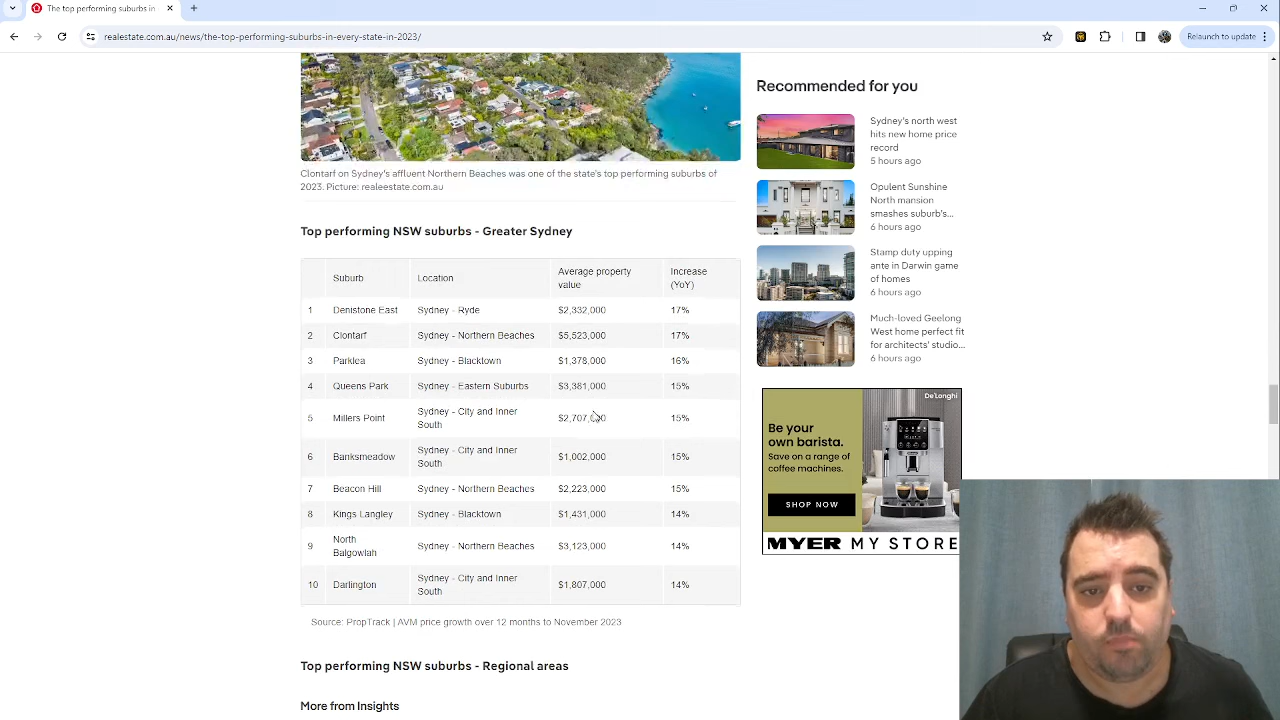 The top performing suburbs in
realestate.com.au/news/the-top-performing-suburbs-in-every-state-in-2023/
Relaunch to update
Clontarf on Sydney's affluent Northern Beaches was one of the state's top performing suburbs of
2023. Picture: realeestate.com.au
Top performing NSW suburbs - Greater Sydney
Suburb Location Average property value Increase (YoY)
1 Denistone East Sydney - Ryde $2,332,000 17%
2 Clontarf Sydney - Northern Beaches $5,523,000 17%
3 Parklea Sydney - Blacktown $1,378,000 16%
4 Queens Park Sydney - Eastern Suburbs $3,381,000 15%
5 Millers Point Sydney - City and Inner South $2,707,000 15%
6 Banksmeadow Sydney - City and Inner South $1,002,000 15%
7 Beacon Hill Sydney - Northern Beaches $2,223,000 15%
8 Kings Langley Sydney - Blacktown $1,431,000 14%
9 North Balgowlah Sydney - Northern Beaches $3,123,000 14%
10 Darlington Sydney - City and Inner South $1,807,000 14%
Source: PropTrack | AVM price growth over 12 months to November 2023
Top performing NSW suburbs - Regional areas
More from Insights
Recommended for you
Sydney's north west
hits new home price
record
5 hours ago
Opulent Sunshine
North mansion
smashes suburb's...
6 hours ago
Stamp duty upping
ante in Darwin game
of homes
6 hours ago
Much-loved Geelong
West home perfect fit
for architects' studio...
6 hours ago
De'Longhi
Be your
own barista.
Save on a range of
coffee machines.
SHOP NOW
MYER MY STORE